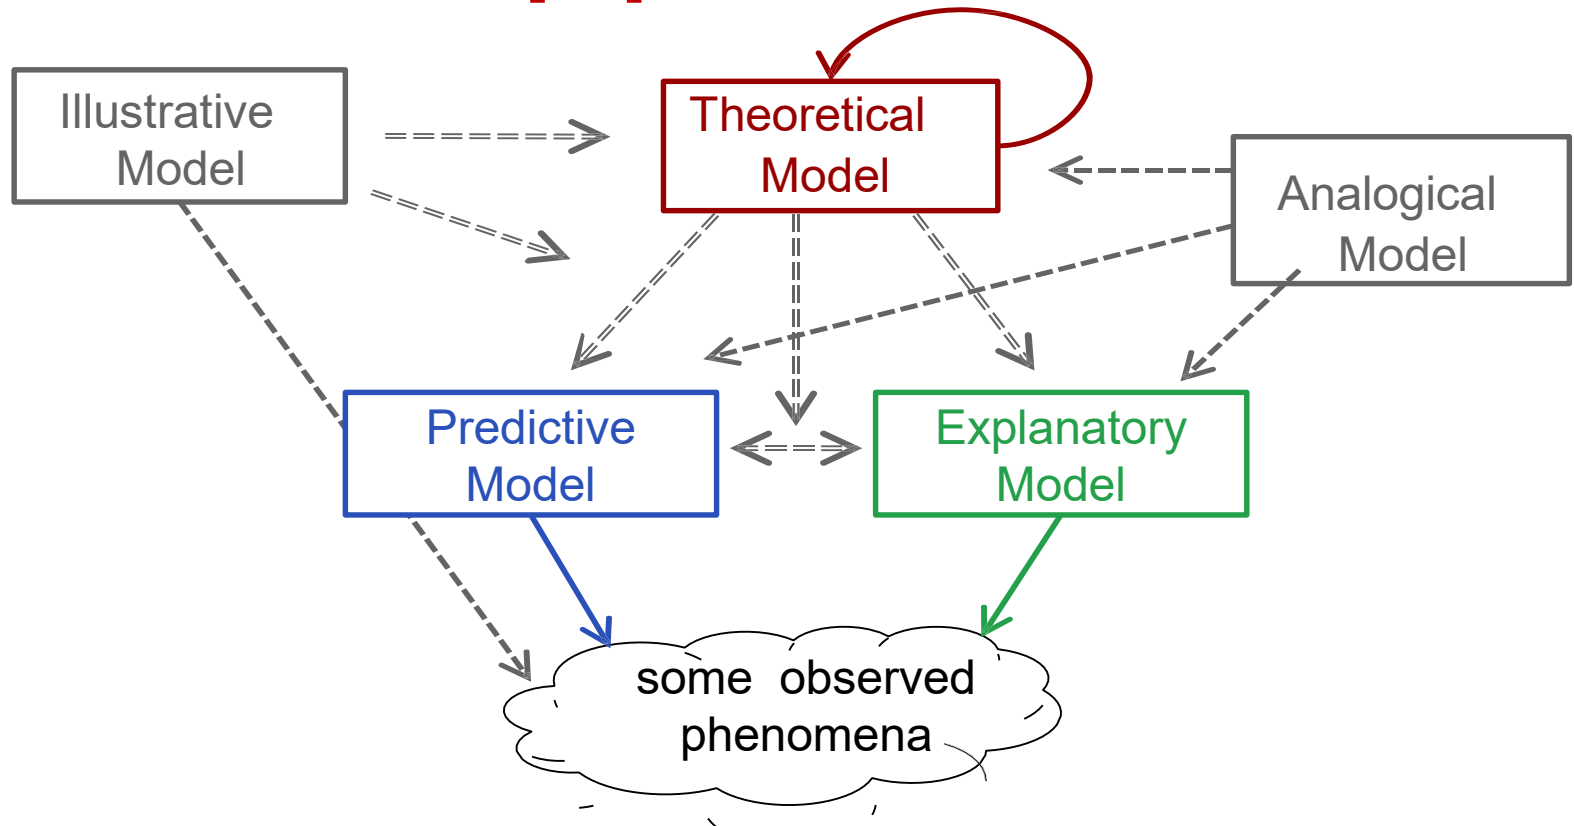 Illustrative
Model
Theoretical
Model
Analogical
Model
Predictive
Model
Explanatory
Model
some observed
phenomena